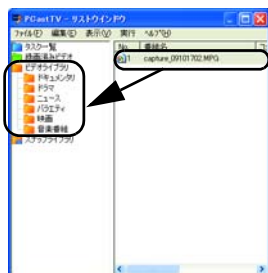 PCastTV - リストウインドウ
ファイル(F) 編集(E) 表示(V) 実行 ヘルプ(H)
タスク一覧
録画済みビデオ
ビデオライブラリ
ドキュメンタリ
ドラマ
ニュース
バラエティ
映画
音楽番組
スナップライブラリ
No. 番組名
1 capture_09101702.MPG